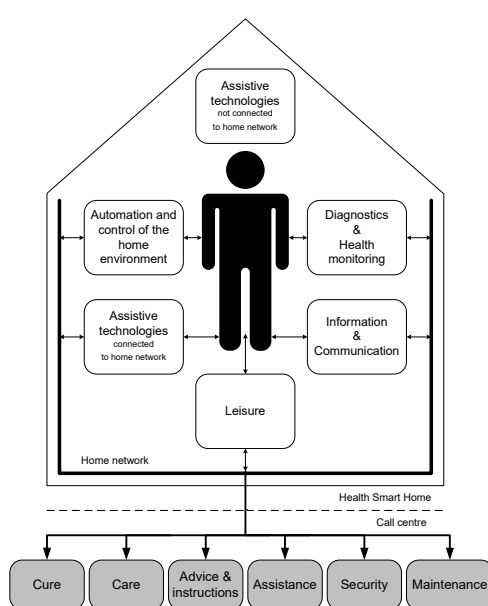 Assistive
technologies
not connected
to home network
Automation and
control of the
home
environment
Diagnostics
&
Health
monitoring
Assistive
technologies
connected
to home network
Information
&
Communication
Leisure
Home network
Health Smart Home
Call centre
Cure
Care
Advice &
instructions
Assistance
Security
Maintenance